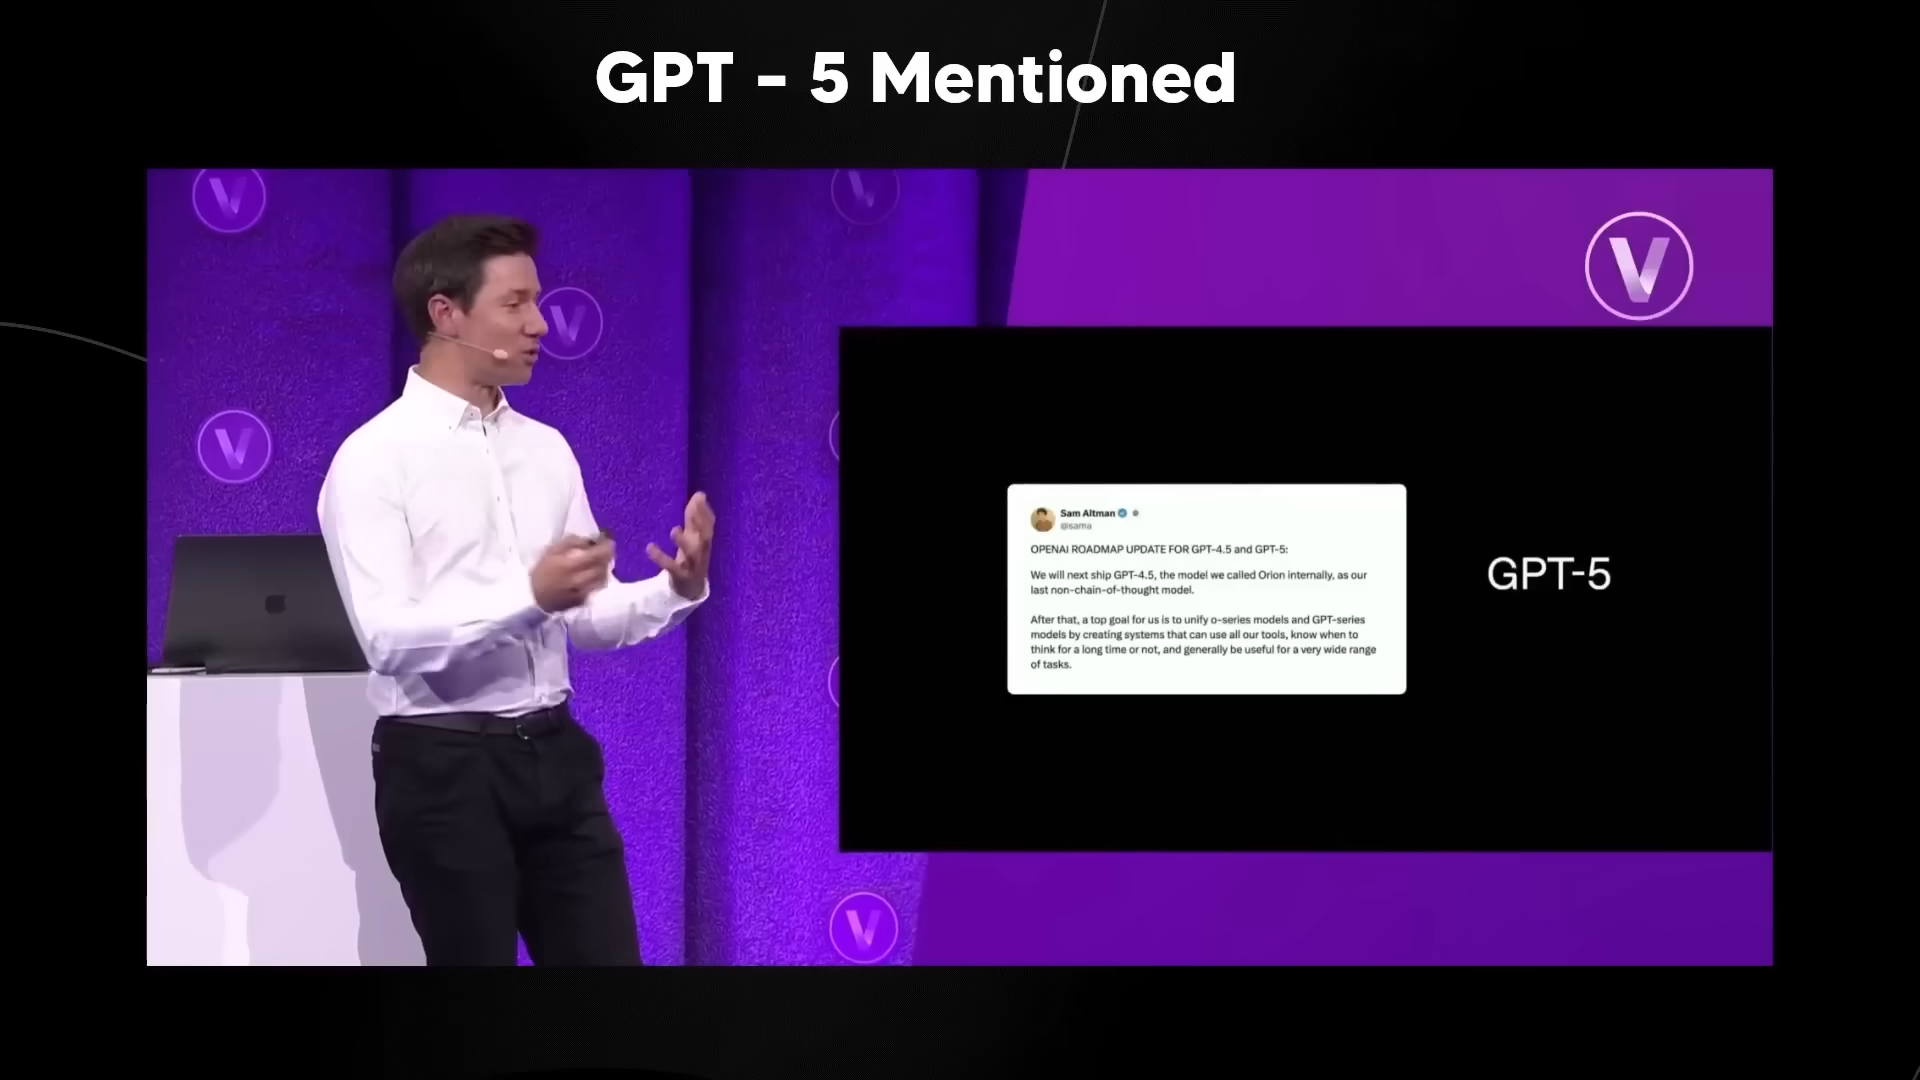 GPT - 5 Mentioned
V
V
V
V
V
V
Sam Altman
@sama
OPENAI ROADMAP UPDATE FOR GPT-4.5 and GPT-5:
We will next ship GPT-4.5, the model we called Orion internally, as our
last non-chain-of-thought model.
After that, a top goal for us is to unify o-series models and GPT-series
models by creating systems that can use all our tools, know when to
think for a long time or not, and generally be useful for a very wide range
of tasks.
GPT-5